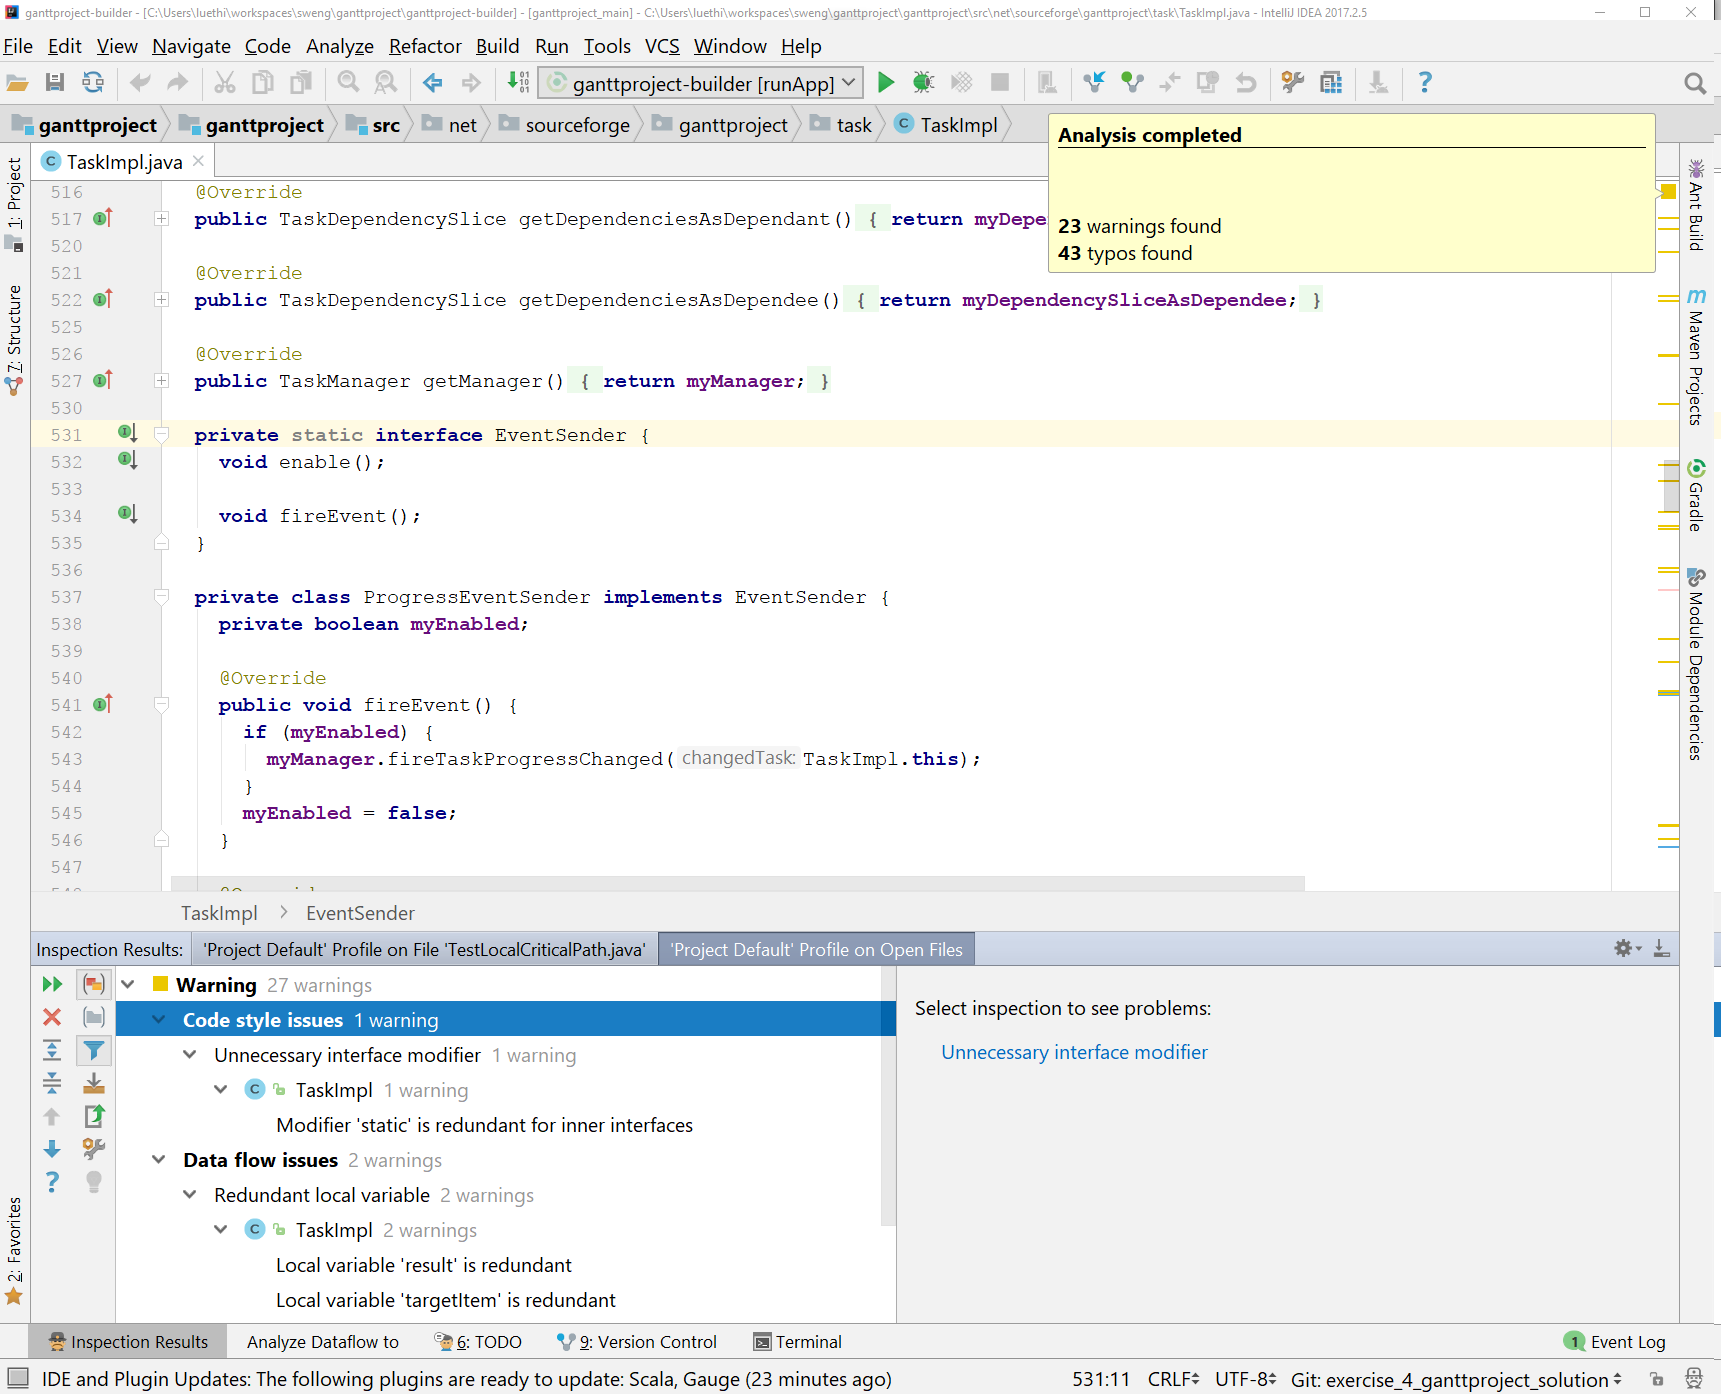 ganttproject-builder - [C:\Users\luethi\workspaces\sweng\ganttproject\ganttproject-builder] - [ganttproject_main] - C:\Users\luethi\workspaces\sweng\ganttproject\ganttproject\src\net\sourceforge\ganttproject\task\TaskImpl.java - IntelliJ IDEA 2017.2.5
File Edit View Navigate Code Analyze Refactor Build Run Tools VCS Window Help
ganttproject-builder [runApp]
ganttproject ganttproject src net sourceforge ganttproject task TaskImpl
TaskImpl.java
Analysis completed
23 warnings found
43 typos found
1: Project
7: Structure
2: Favorites
Ant Build
Maven Projects
Gradle
Module Dependencies
516 @Override
517 public TaskDependencySlice getDependenciesAsDependant() { return myDepe
520
521 @Override
522 public TaskDependencySlice getDependenciesAsDependee() { return myDependencySliceAsDependee; }
525
526 @Override
527 public TaskManager getManager() { return myManager; }
530
531 private static interface EventSender {
532 void enable();
533
534 void fireEvent();
535 }
536
537 private class ProgressEventSender implements EventSender {
538 private boolean myEnabled;
539
540 @Override
541 public void fireEvent() {
542 if (myEnabled) {
543 myManager.fireTaskProgressChanged( changedTask: TaskImpl.this);
544 }
545 myEnabled = false;
546 }
547
548 @Override
TaskImpl > EventSender
Inspection Results: 'Project Default' Profile on File 'TestLocalCriticalPath.java' 'Project Default' Profile on Open Files
Warning 27 warnings
Code style issues 1 warning
Unnecessary interface modifier 1 warning
TaskImpl 1 warning
Modifier 'static' is redundant for inner interfaces
Data flow issues 2 warnings
Redundant local variable 2 warnings
TaskImpl 2 warnings
Local variable 'result' is redundant
Local variable 'targetItem' is redundant
Select inspection to see problems:
Unnecessary interface modifier
Inspection Results Analyze Dataflow to 6: TODO 9: Version Control Terminal 1 Event Log
IDE and Plugin Updates: The following plugins are ready to update: Scala, Gauge (23 minutes ago) 531:11 CRLF UTF-8 Git: exercise_4_ganttproject_solution